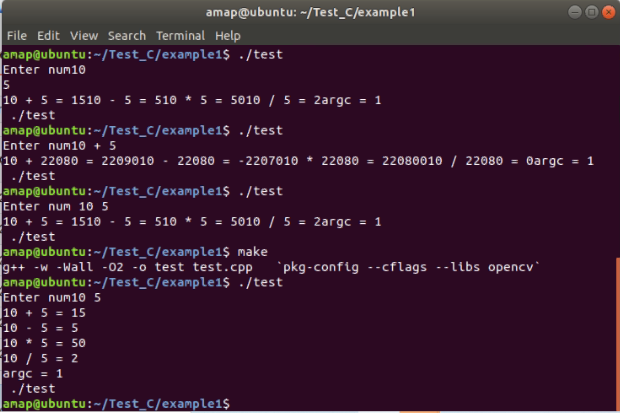 amap@ubuntu: ~/Test_C/example1
File Edit View Search Terminal Help
amap@ubuntu:~/Test_C/example1$ ./test
Enter num10
5
10 + 5 = 1510 - 5 = 510 * 5 = 5010 / 5 = 2argc = 1
 ./test
amap@ubuntu:~/Test_C/example1$ ./test
Enter num10 + 5
10 + 22080 = 2209010 - 22080 = -2207010 * 22080 = 22080010 / 22080 = 0argc = 1
 ./test
amap@ubuntu:~/Test_C/example1$ ./test
Enter num 10 5
10 + 5 = 1510 - 5 = 510 * 5 = 5010 / 5 = 2argc = 1
 ./test
amap@ubuntu:~/Test_C/example1$ make
g++ -w -Wall -O2 -o test test.cpp   `pkg-config --cflags --libs opencv`
amap@ubuntu:~/Test_C/example1$ ./test
Enter num10 5
10 + 5 = 15
10 - 5 = 5
10 * 5 = 50
10 / 5 = 2
argc = 1
 ./test
amap@ubuntu:~/Test_C/example1$